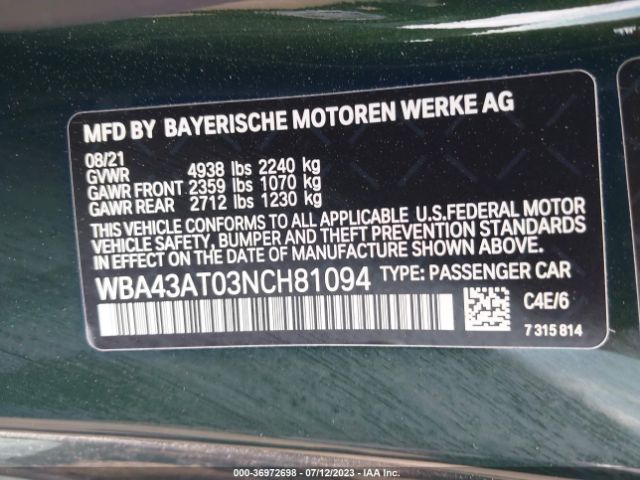 MFD BY BAYERISCHE MOTOREN WERKE AG
08/21
GVWR 4938 lbs 2240 kg
GAWR FRONT 2359 lbs 1070 kg
GAWR REAR 2712 lbs 1230 kg
THIS VEHICLE CONFORMS TO ALL APPLICABLE U.S.FEDERAL MOTOR
VEHICLE SAFETY, BUMPER AND THEFT PREVENTION STANDARDS
IN EFFECT ON THE DATE OF MANUFACTURE SHOWN ABOVE.
WBA43AT03NCH81094 TYPE: PASSENGER CAR
C4E/6
7 315 814
000-36972698 - 07/12/2023 - IAA Inc.